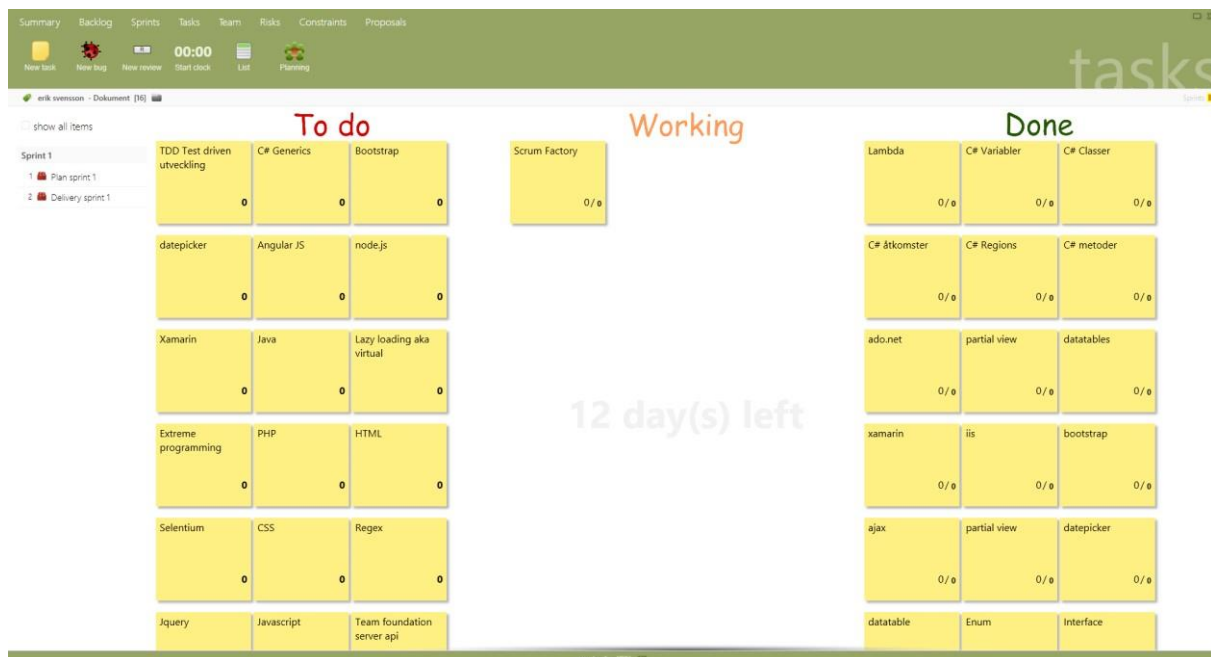 Summary Backlog Sprints Tasks Team Risks Constraints Proposals
00:00
New task New bug New review Start clock List Planning
tasks
erik svensson - Dokument [16]
Sprints
show all items
To do
Working
Done
Sprint 1
1 Plan sprint 1
2 Delivery sprint 1
TDD Test driven
utveckling
0
C# Generics
0
Bootstrap
0
Scrum Factory
0/0
Lambda
0/0
C# Variabler
0/0
C# Classer
0/0
datepicker
0
Angular JS
0
node.js
0
C# åtkomster
0/0
C# Regions
0/0
C# metoder
0/0
Xamarin
0
Java
0
Lazy loading aka
virtual
0
12 day(s) left
ado.net
0/0
partial view
0/0
datatables
0/0
Extreme
programming
0
PHP
0
HTML
0
xamarin
0/0
iis
0/0
bootstrap
0/0
Selentium
0
CSS
0
Regex
0
ajax
0/0
partial view
0/0
datepicker
0/0
Jquery
Javascript
Team foundation
server api
datatable
Enum
Interface